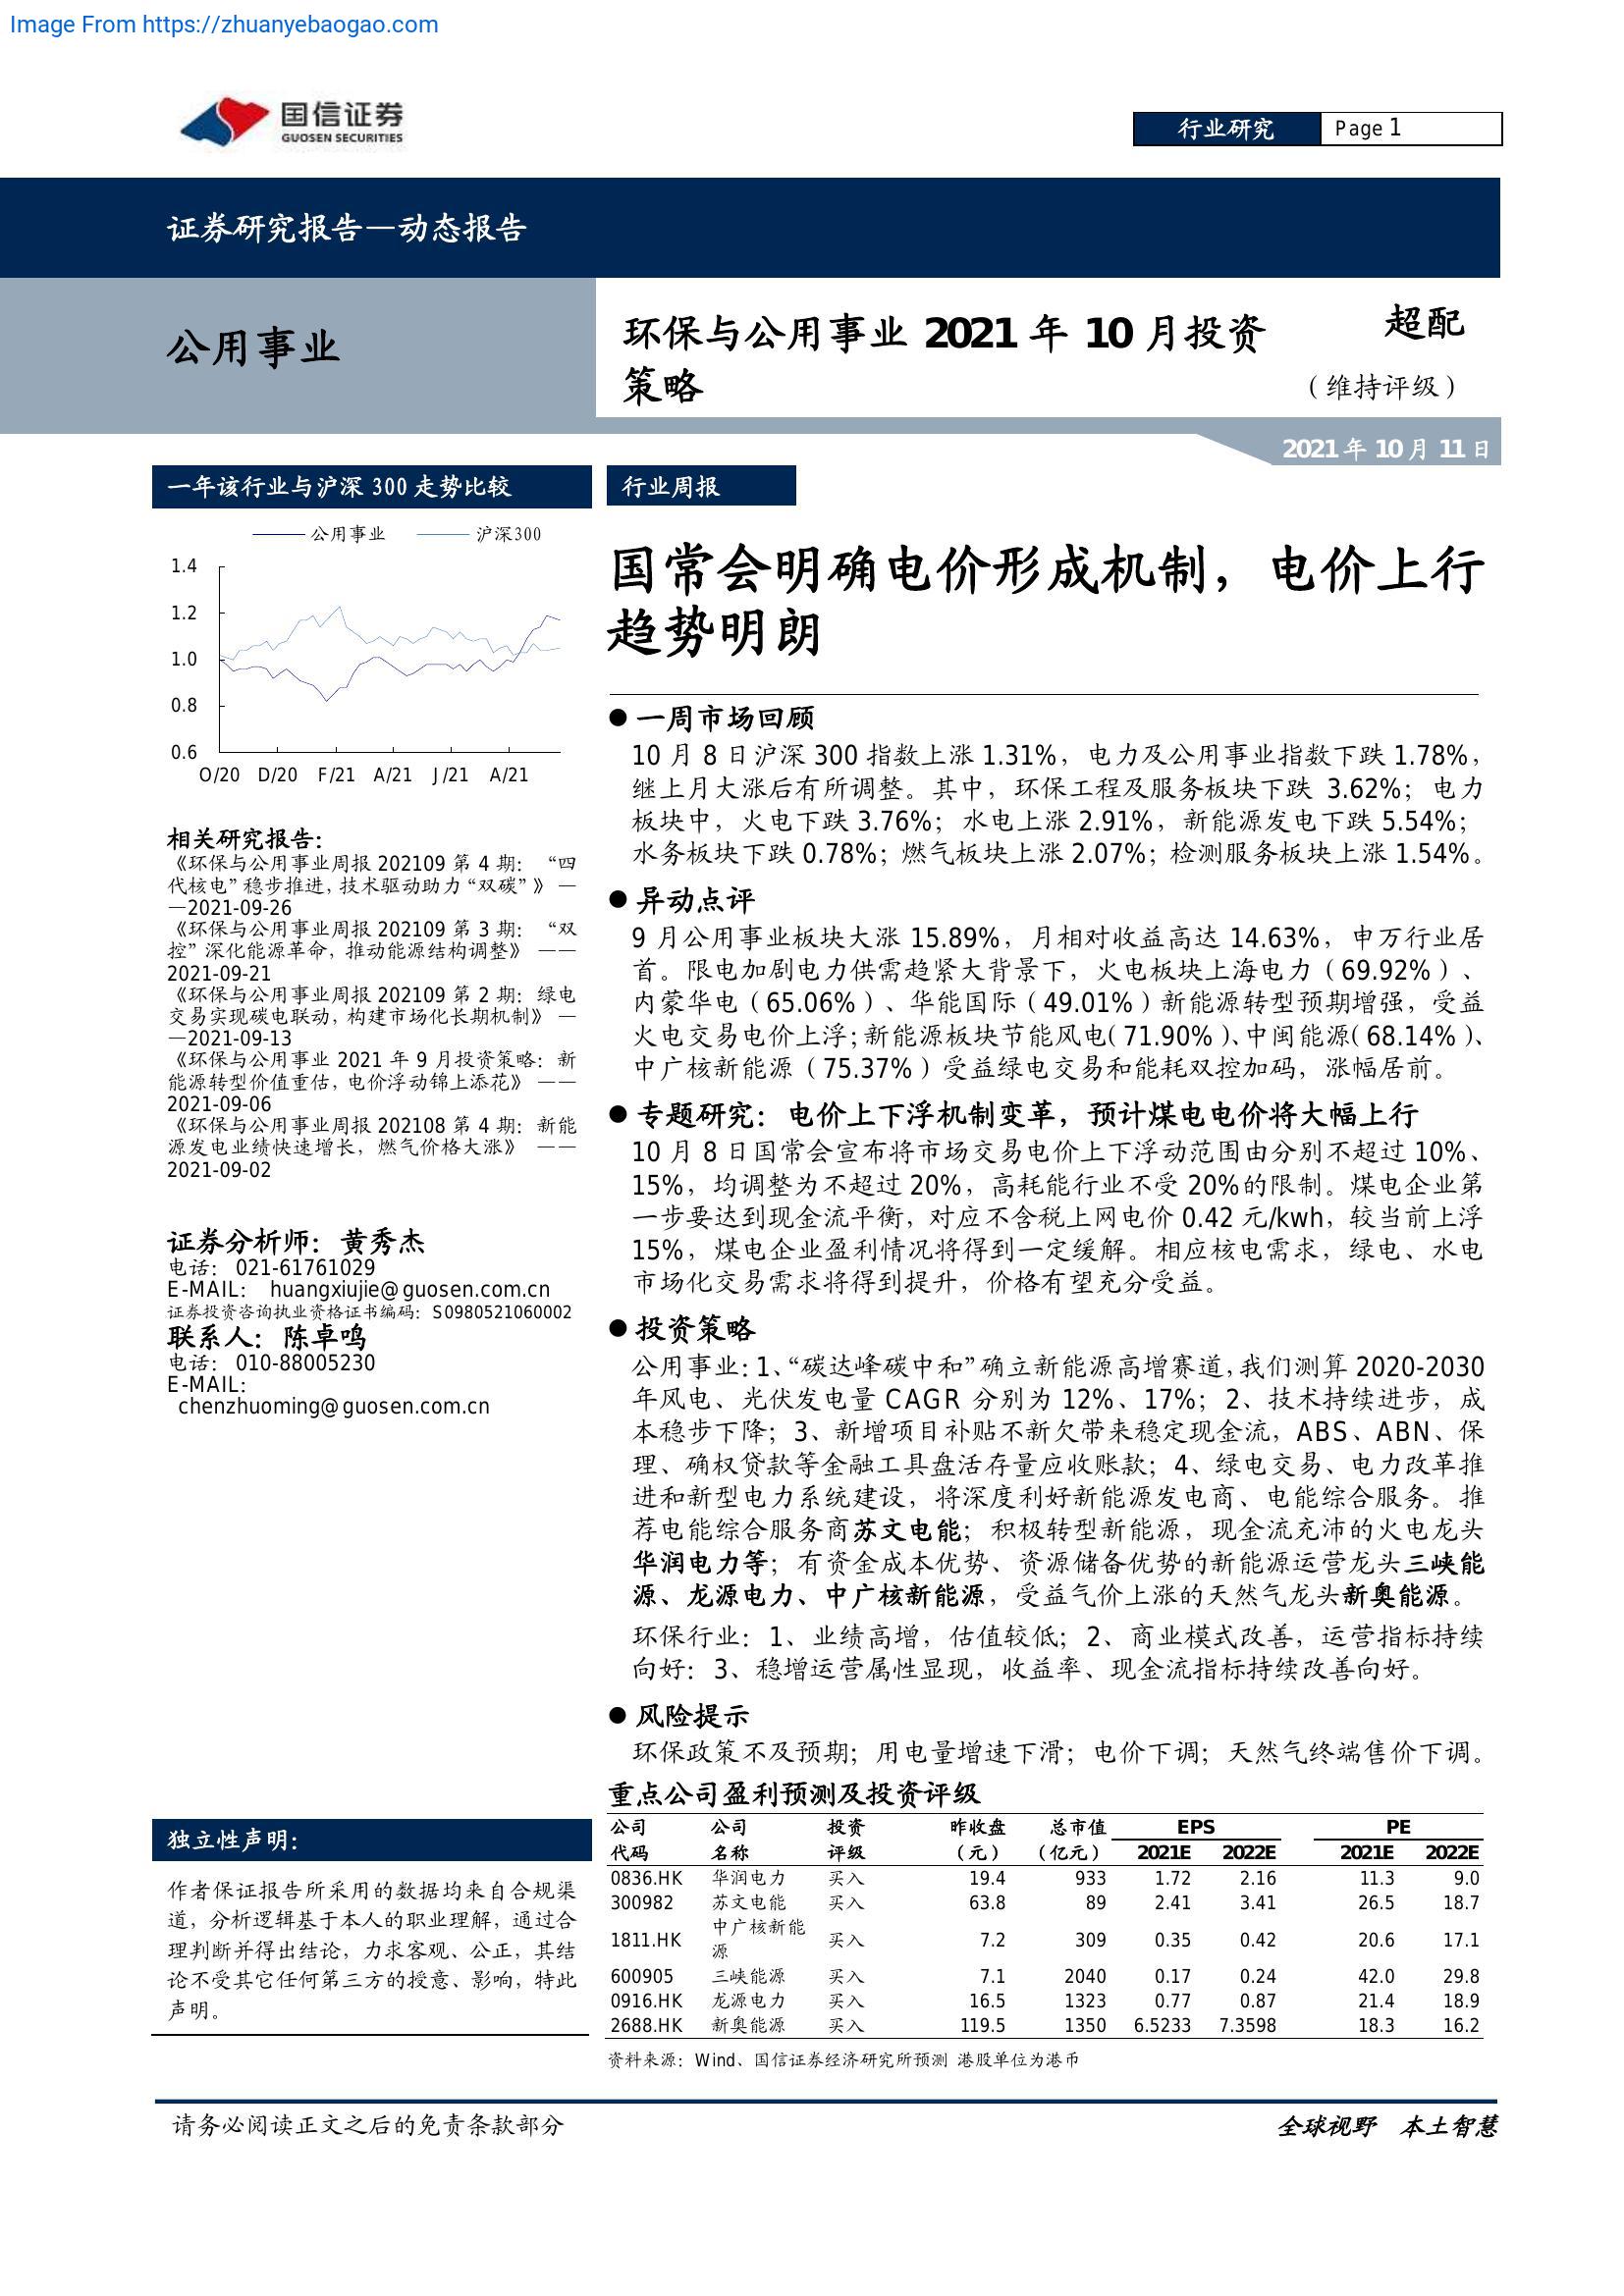 Image From https://zhuanyebaogao.com
国信证券
GUOSEN SECURITIES
行业研究
Page 1
证券研究报告—动态报告
公用事业
环保与公用事业 2021 年 10 月投资
策略
超配
（维持评级）
2021 年 10 月 11 日
一年该行业与沪深 300 走势比较
公用事业 沪深300
1.4
1.2
1.0
0.8
0.6
O/20 D/20 F/21 A/21 J/21 A/21
相关研究报告：
《环保与公用事业周报 202109 第 4 期：“四
代核电”稳步推进，技术驱动助力“双碳”》 —
—2021-09-26
《环保与公用事业周报 202109 第 3 期：“双
控”深化能源革命，推动能源结构调整》 ——
2021-09-21
《环保与公用事业周报 202109 第 2 期：绿电
交易实现碳电联动，构建市场化长期机制》 —
—2021-09-13
《环保与公用事业 2021 年 9 月投资策略：新
能源转型价值重估，电价浮动锦上添花》 ——
2021-09-06
《环保与公用事业周报 202108 第 4 期：新能
源发电业绩快速增长，燃气价格大涨》 ——
2021-09-02
证券分析师：黄秀杰
电话： 021-61761029
E-MAIL： huangxiujie@guosen.com.cn
证券投资咨询执业资格证书编码：S0980521060002
联系人：陈卓鸣
电话： 010-88005230
E-MAIL：
chenzhuoming@guosen.com.cn
独立性声明：
作者保证报告所采用的数据均来自合规渠
道，分析逻辑基于本人的职业理解，通过合
理判断并得出结论，力求客观、公正，其结
论不受其它任何第三方的授意、影响，特此
声明。
行业周报
国常会明确电价形成机制，电价上行
趋势明朗
● 一周市场回顾
10 月 8 日沪深 300 指数上涨 1.31%，电力及公用事业指数下跌 1.78%，
继上月大涨后有所调整。其中，环保工程及服务板块下跌 3.62%；电力
板块中，火电下跌 3.76%；水电上涨 2.91%，新能源发电下跌 5.54%；
水务板块下跌 0.78%；燃气板块上涨 2.07%；检测服务板块上涨 1.54%。
● 异动点评
9 月公用事业板块大涨 15.89%，月相对收益高达 14.63%，申万行业居
首。限电加剧电力供需趋紧大背景下，火电板块上海电力（69.92%）、
内蒙华电（65.06%）、华能国际（49.01%）新能源转型预期增强，受益
火电交易电价上浮；新能源板块节能风电（71.90%）、中闽能源（68.14%）、
中广核新能源（75.37%）受益绿电交易和能耗双控加码，涨幅居前。
● 专题研究：电价上下浮机制变革，预计煤电电价将大幅上行
10 月 8 日国常会宣布将市场交易电价上下浮动范围由分别不超过 10%、
15%，均调整为不超过 20%，高耗能行业不受 20%的限制。煤电企业第
一步要达到现金流平衡，对应不含税上网电价 0.42 元/kwh，较当前上浮
15%，煤电企业盈利情况将得到一定缓解。相应核电需求，绿电、水电
市场化交易需求将得到提升，价格有望充分受益。
● 投资策略
公用事业：1、“碳达峰碳中和”确立新能源高增赛道，我们测算 2020-2030
年风电、光伏发电量 CAGR 分别为 12%、17%；2、技术持续进步，成
本稳步下降；3、新增项目补贴不新欠带来稳定现金流，ABS、ABN、保
理、确权贷款等金融工具盘活存量应收账款；4、绿电交易、电力改革推
进和新型电力系统建设，将深度利好新能源发电商、电能综合服务。推
荐电能综合服务商苏文电能；积极转型新能源，现金流充沛的火电龙头
华润电力等；有资金成本优势、资源储备优势的新能源运营龙头三峡能
源、龙源电力、中广核新能源，受益气价上涨的天然气龙头新奥能源。
环保行业：1、业绩高增，估值较低；2、商业模式改善，运营指标持续
向好：3、稳增运营属性显现，收益率、现金流指标持续改善向好。
● 风险提示
环保政策不及预期；用电量增速下滑；电价下调；天然气终端售价下调。
重点公司盈利预测及投资评级
公司 公司 投资 昨收盘 总市值 EPS PE
代码 名称 评级 （元） （亿元） 2021E 2022E 2021E 2022E
0836.HK 华润电力 买入 19.4 933 1.72 2.16 11.3 9.0
300982 苏文电能 买入 63.8 89 2.41 3.41 26.5 18.7
中广核新能
1811.HK 源 买入 7.2 309 0.35 0.42 20.6 17.1
600905 三峡能源 买入 7.1 2040 0.17 0.24 42.0 29.8
0916.HK 龙源电力 买入 16.5 1323 0.77 0.87 21.4 18.9
2688.HK 新奥能源 买入 119.5 1350 6.5233 7.3598 18.3 16.2
资料来源：Wind、国信证券经济研究所预测 港股单位为港币
请务必阅读正文之后的免责条款部分
全球视野 本土智慧